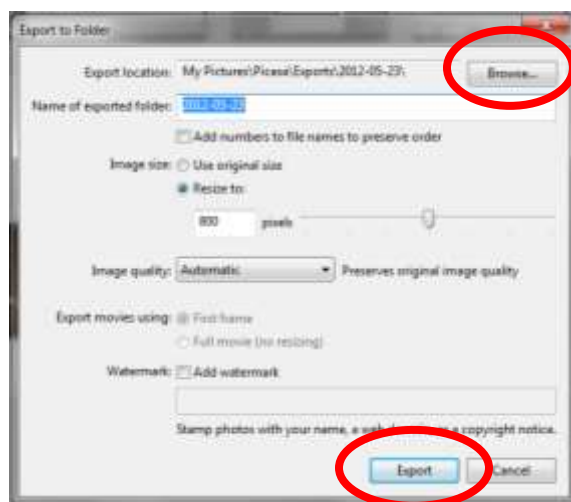 Export to Folder
Export location: My Pictures\Picasa\Exports\2012-05-23\ Browse...
Name of exported folder: 2012-05-23
Add numbers to file names to preserve order
Image size: Use original size
Resize to:
800 pixels
Image quality: Automatic Preserves original image quality
Export movies using: First frame
Full movie (no resizing)
Watermark: Add watermark
Stamp photos with your name, a web a copyright notice.
Export Cancel